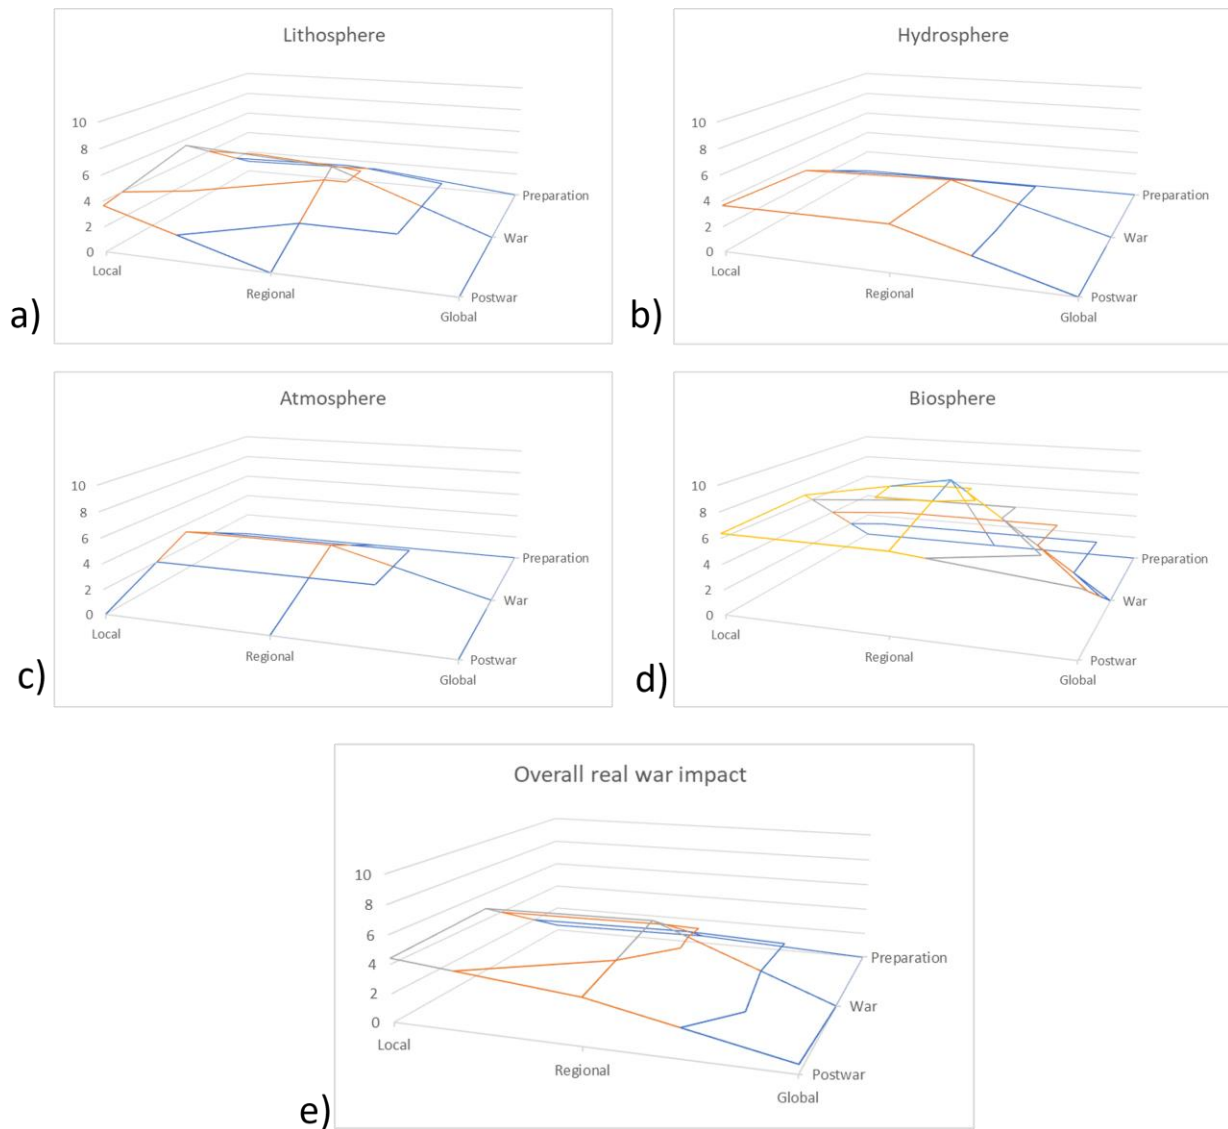 Lithosphere
10
8
6
4
2
0
Local
Regional
Global
Preparation
War
Postwar
a)
Hydrosphere
10
8
6
4
2
0
Local
Regional
Global
Preparation
War
Postwar
b)
Atmosphere
10
8
6
4
2
0
Local
Regional
Global
Preparation
War
Postwar
c)
Biosphere
10
8
6
4
2
0
Local
Regional
Global
Preparation
War
Postwar
d)
Overall real war impact
10
8
6
4
2
0
Local
Regional
Global
Preparation
War
Postwar
e)